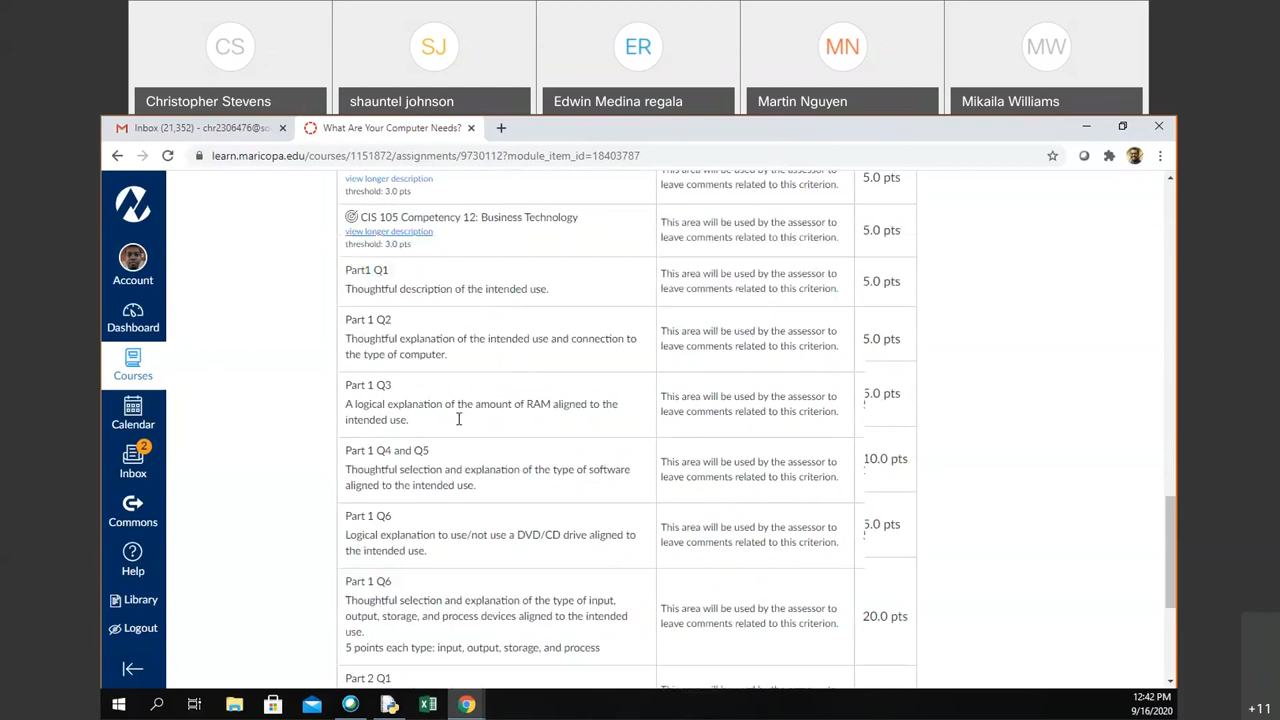 CS
SJ
ER
MN
MW
Christopher Stevens
shauntel johnson
Edwin Medina regala
Martin Nguyen
Mikaila Williams
Inbox (21,352) - chr2306476@so
What Are Your Computer Needs?
learn.maricopa.edu/courses/1151872/assignments/9730112?module_item_id=18403787
Account
Dashboard
Courses
Calendar
2
Inbox
Commons
Help
Library
Logout
view longer description
threshold: 3.0 pts
leave comments related to this criterion.
5.0 pts
CIS 105 Competency 12: Business Technology
view longer description
threshold: 3.0 pts
This area will be used by the assessor to
leave comments related to this criterion.
5.0 pts
Part1 Q1
Thoughtful description of the intended use.
This area will be used by the assessor to
leave comments related to this criterion.
5.0 pts
Part 1 Q2
Thoughtful explanation of the intended use and connection to
the type of computer.
This area will be used by the assessor to
leave comments related to this criterion.
5.0 pts
Part 1 Q3
A logical explanation of the amount of RAM aligned to the
intended use.
This area will be used by the assessor to
leave comments related to this criterion.
5.0 pts
Part 1 Q4 and Q5
Thoughtful selection and explanation of the type of software
aligned to the intended use.
This area will be used by the assessor to
leave comments related to this criterion.
10.0 pts
Part 1 Q6
Logical explanation to use/not use a DVD/CD drive aligned to
the intended use.
This area will be used by the assessor to
leave comments related to this criterion.
5.0 pts
Part 1 Q6
Thoughtful selection and explanation of the type of input,
output, storage, and process devices aligned to the intended
use.
5 points each type: input, output, storage, and process
This area will be used by the assessor to
leave comments related to this criterion.
20.0 pts
Part 2 Q1
12:42 PM
9/16/2020
+11